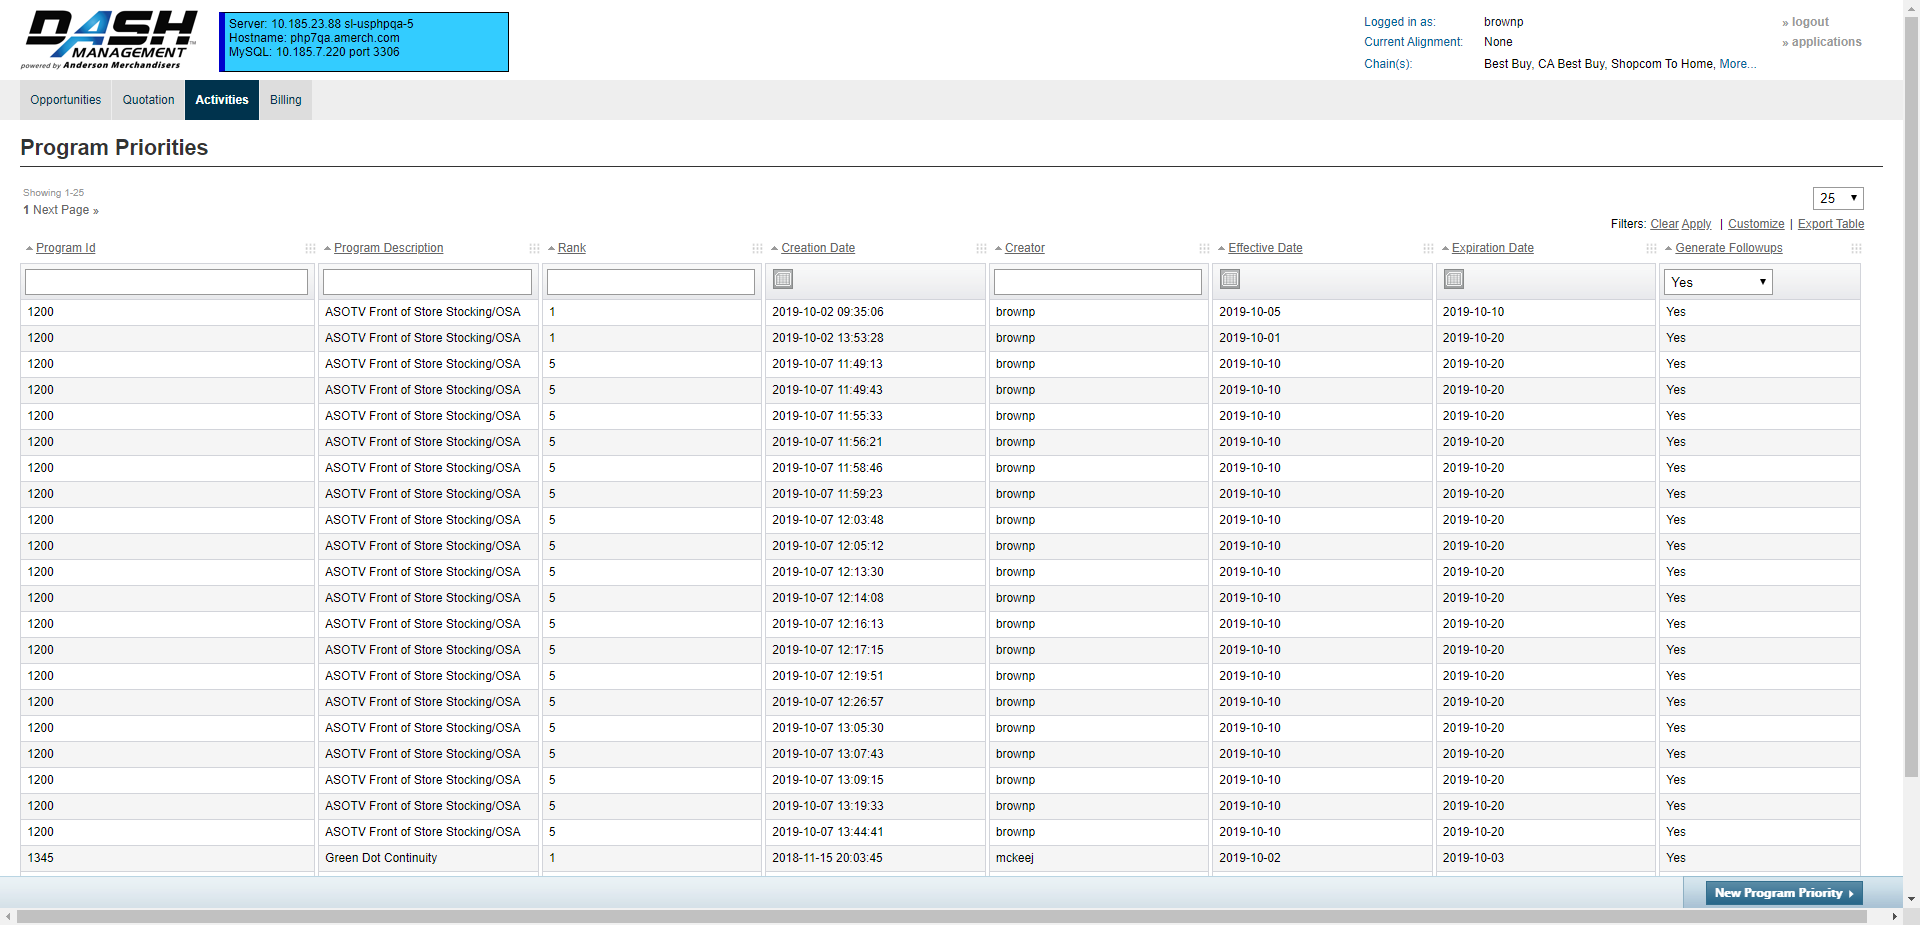 DASH
MANAGEMENT
powered by Anderson Merchandisers
Server: 10.185.23.88 sl-usphpqa-5
Hostname: php7qa.amerch.com
MySQL: 10.185.7.220 port 3306
Logged in as: brownp » logout
Current Alignment: None » applications
Chain(s): Best Buy, CA Best Buy, Shopcom To Home, More...
Opportunities Quotation Activities Billing
Program Priorities
Showing 1-25
1 Next Page »
25
Filters: Clear Apply | Customize | Export Table
Program Id Program Description Rank Creation Date Creator Effective Date Expiration Date Generate Followups
Yes
1200 ASOTV Front of Store Stocking/OSA 1 2019-10-02 09:35:06 brownp 2019-10-05 2019-10-10 Yes
1200 ASOTV Front of Store Stocking/OSA 1 2019-10-02 13:53:28 brownp 2019-10-01 2019-10-20 Yes
1200 ASOTV Front of Store Stocking/OSA 5 2019-10-07 11:49:13 brownp 2019-10-10 2019-10-20 Yes
1200 ASOTV Front of Store Stocking/OSA 5 2019-10-07 11:49:43 brownp 2019-10-10 2019-10-20 Yes
1200 ASOTV Front of Store Stocking/OSA 5 2019-10-07 11:55:33 brownp 2019-10-10 2019-10-20 Yes
1200 ASOTV Front of Store Stocking/OSA 5 2019-10-07 11:56:21 brownp 2019-10-10 2019-10-20 Yes
1200 ASOTV Front of Store Stocking/OSA 5 2019-10-07 11:58:46 brownp 2019-10-10 2019-10-20 Yes
1200 ASOTV Front of Store Stocking/OSA 5 2019-10-07 11:59:23 brownp 2019-10-10 2019-10-20 Yes
1200 ASOTV Front of Store Stocking/OSA 5 2019-10-07 12:03:48 brownp 2019-10-10 2019-10-20 Yes
1200 ASOTV Front of Store Stocking/OSA 5 2019-10-07 12:05:12 brownp 2019-10-10 2019-10-20 Yes
1200 ASOTV Front of Store Stocking/OSA 5 2019-10-07 12:13:30 brownp 2019-10-10 2019-10-20 Yes
1200 ASOTV Front of Store Stocking/OSA 5 2019-10-07 12:14:08 brownp 2019-10-10 2019-10-20 Yes
1200 ASOTV Front of Store Stocking/OSA 5 2019-10-07 12:16:13 brownp 2019-10-10 2019-10-20 Yes
1200 ASOTV Front of Store Stocking/OSA 5 2019-10-07 12:17:15 brownp 2019-10-10 2019-10-20 Yes
1200 ASOTV Front of Store Stocking/OSA 5 2019-10-07 12:19:51 brownp 2019-10-10 2019-10-20 Yes
1200 ASOTV Front of Store Stocking/OSA 5 2019-10-07 12:26:57 brownp 2019-10-10 2019-10-20 Yes
1200 ASOTV Front of Store Stocking/OSA 5 2019-10-07 13:05:30 brownp 2019-10-10 2019-10-20 Yes
1200 ASOTV Front of Store Stocking/OSA 5 2019-10-07 13:07:43 brownp 2019-10-10 2019-10-20 Yes
1200 ASOTV Front of Store Stocking/OSA 5 2019-10-07 13:09:15 brownp 2019-10-10 2019-10-20 Yes
1200 ASOTV Front of Store Stocking/OSA 5 2019-10-07 13:19:33 brownp 2019-10-10 2019-10-20 Yes
1200 ASOTV Front of Store Stocking/OSA 5 2019-10-07 13:44:41 brownp 2019-10-10 2019-10-20 Yes
1345 Green Dot Continuity 1 2018-11-15 20:03:45 mckeej 2019-10-02 2019-10-03 Yes
New Program Priority